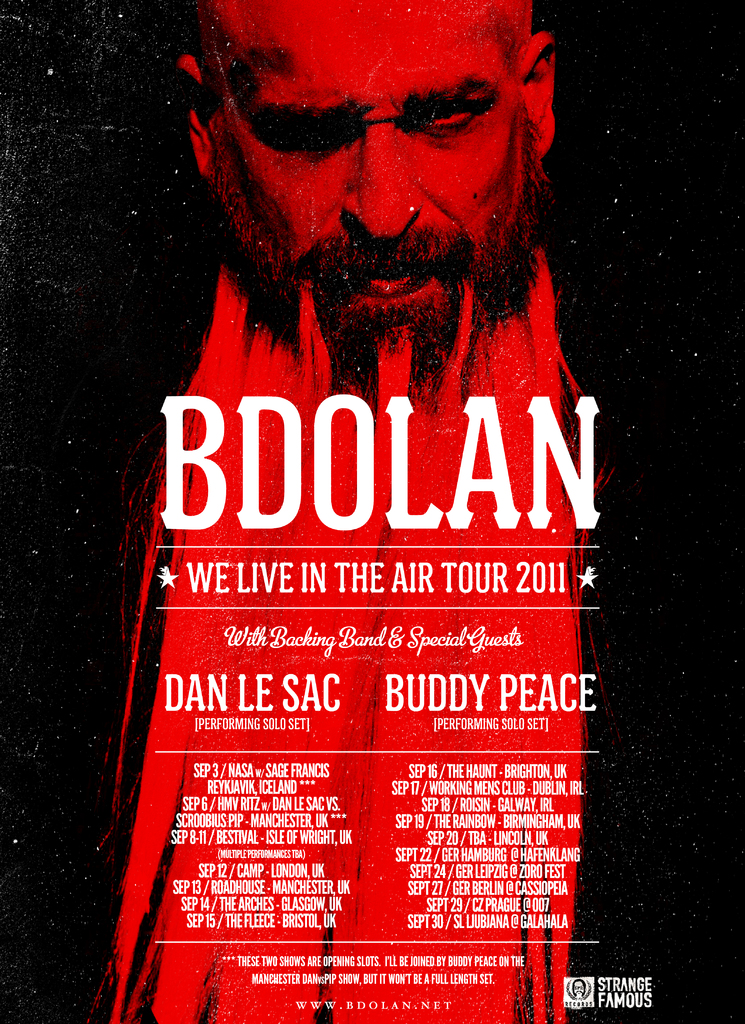 BDOLAN
WE LIVE IN THE AIR TOUR 2011
With Backing Band & Special Guests
DAN LE SAC
[PERFORMING SOLO SET]
BUDDY PEACE
[PERFORMING SOLO SET]
SEP 3 / NASA w/ SAGE FRANCIS
REYKJAVIK, ICELAND ***
SEP 6 / HMV RITZ w/ DAN LE SAC VS.
SCROOBIUS PIP - MANCHESTER, UK ***
SEP 8-11 / BESTIVAL - ISLE OF WRIGHT, UK
(MULTIPLE PERFORMANCES TBA)
SEP 12 / CAMP - LONDON, UK
SEP 13 / ROADHOUSE - MANCHESTER, UK
SEP 14 / THE ARCHES - GLASGOW, UK
SEP 15 / THE FLEECE - BRISTOL, UK
SEP 16 / THE HAUNT - BRIGHTON, UK
SEP 17 / WORKING MENS CLUB - DUBLIN, IRL
SEP 18 / ROISIN - GALWAY, IRL
SEP 19 / THE RAINBOW - BIRMINGHAM, UK
SEP 20 / TBA - LINCOLN, UK
SEPT 22 / GER HAMBURG @ HAFENKLANG
SEPT 24 / GER LEIPZIG @ ZORO FEST
SEPT 27 / GER BERLIN @ CASSIOPEIA
SEPT 29 / CZ PRAGUE @ 007
SEPT 30 / SL LJUBJANA @ GALAHALA
*** THESE TWO SHOWS ARE OPENING SLOTS. I'LL BE JOINED BY BUDDY PEACE ON THE
MANCHESTER DANvsPIP SHOW, BUT IT WON'T BE A FULL LENGTH SET.
WWW.BDOLAN.NET
RECORDS
STRANGE
FAMOUS